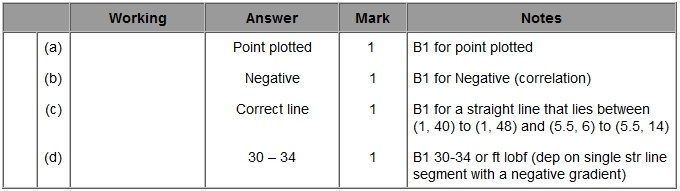 Working Answer Mark Notes
(a) Point plotted 1 B1 for point plotted
(b) Negative 1 B1 for Negative (correlation)
(c) Correct line 1 B1 for a straight line that lies between
(1, 40) to (1, 48) and (5.5, 6) to (5.5, 14)
(d) 30 – 34 1 B1 30-34 or ft lobf (dep on single str line
segment with a negative gradient)